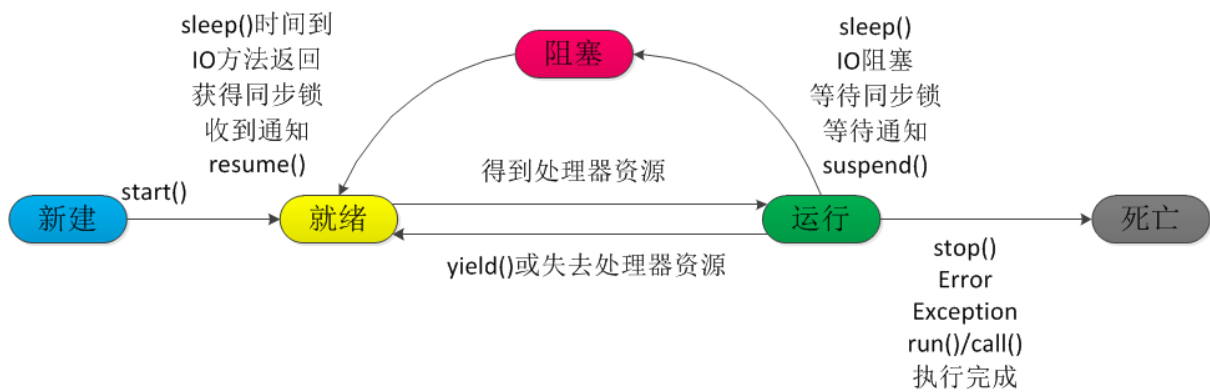 sleep()时间到
IO方法返回
获得同步锁
收到通知
resume()
阻塞
sleep()
IO阻塞
等待同步锁
等待通知
suspend()
新建
start()
就绪
得到处理器资源
yield()或失去处理器资源
运行
死亡
stop()
Error
Exception
run()/call()
执行完成